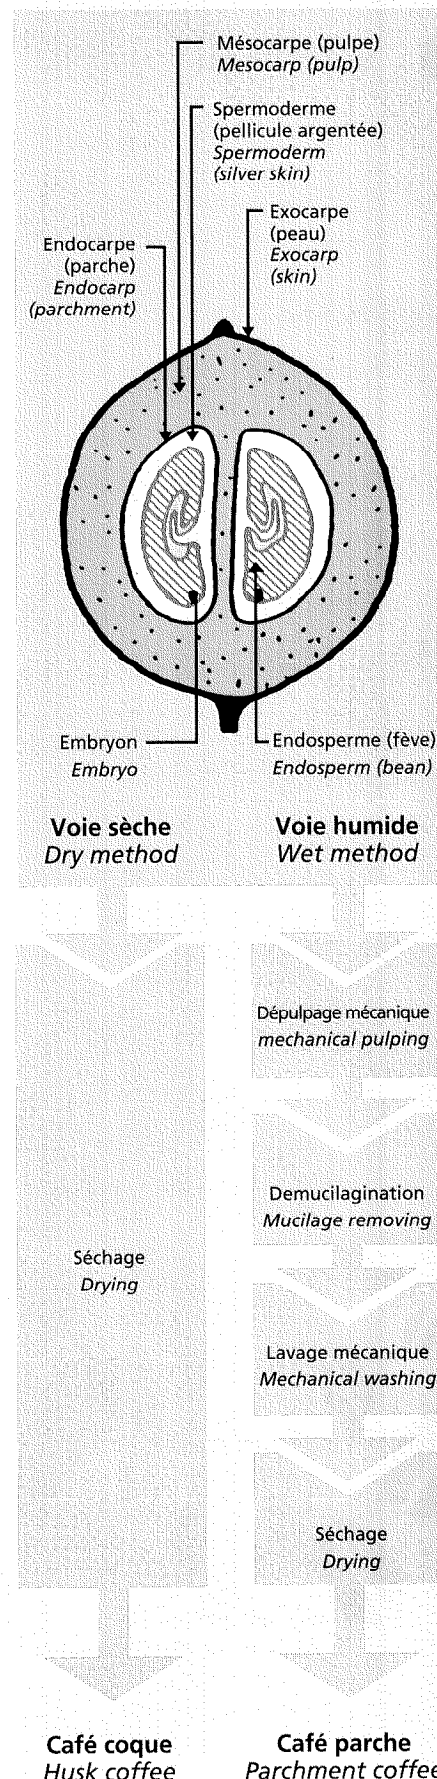 Mésocarpe (pulpe)
Mesocarp (pulp)
Spermoderme
(pellicule argentée)
Spermoderm
(silver skin)
Exocarpe
(peau)
Exocarp
(skin)
Endocarpe
(parche)
Endocarp
(parchment)
Embryon
Embryo
Endosperme (fève)
Endosperm (bean)
Voie sèche
Dry method
Voie humide
Wet method
Dépulpage mécanique
mechanical pulping
Demucilagination
Mucilage removing
Lavage mécanique
Mechanical washing
Séchage
Drying
Séchage
Drying
Café coque
Husk coffee
Café parche
Parchment coffee